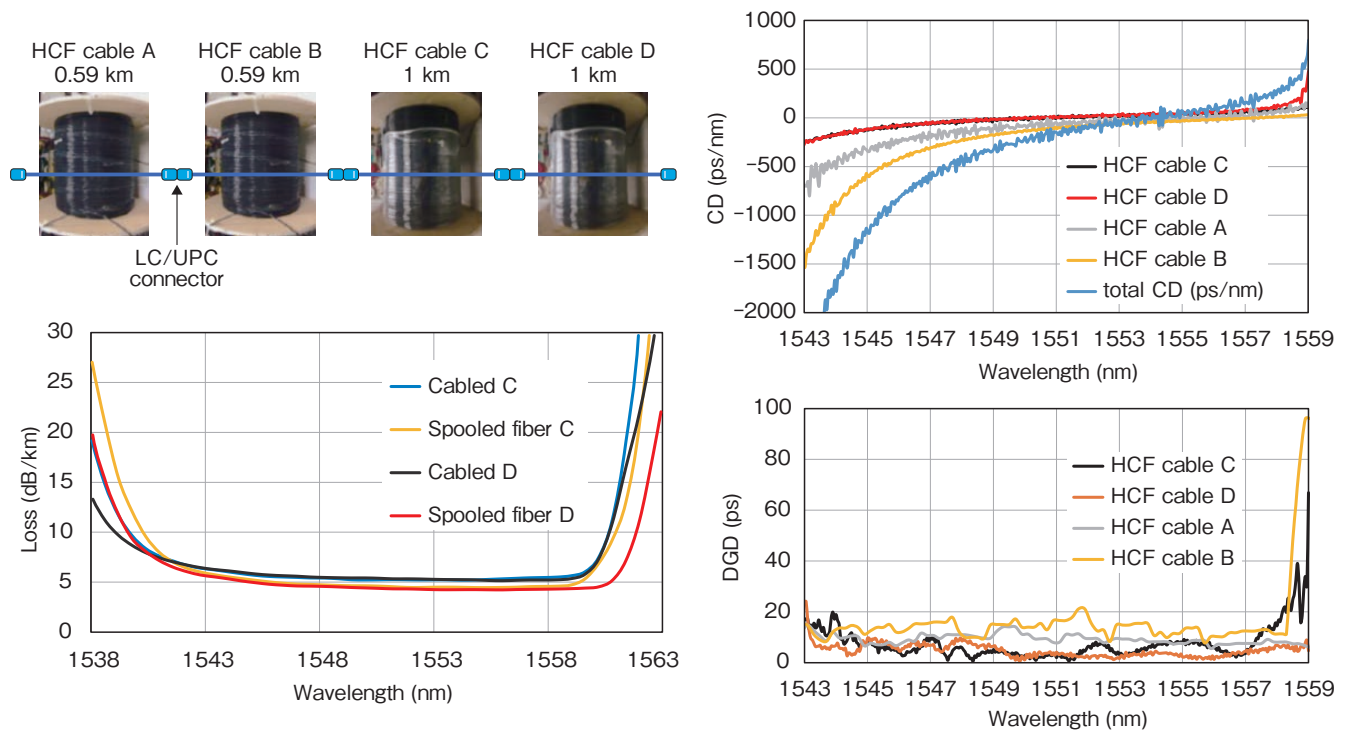 HCF cable A
0.59 km
HCF cable B
0.59 km
HCF cable C
1 km
HCF cable D
1 km
LC/UPC
connector
30
25
20
15
10
5
0
Loss (dB/km)
Cabled C
Spooled fiber C
Cabled D
Spooled fiber D
1538 1543 1548 1553 1558 1563
Wavelength (nm)
1000
500
0
−500
−1000
−1500
−2000
CD (ps/nm)
HCF cable C
HCF cable D
HCF cable A
HCF cable B
total CD (ps/nm)
1543 1545 1547 1549 1551 1553 1555 1557 1559
Wavelength (nm)
100
80
60
40
20
0
DGD (ps)
HCF cable C
HCF cable D
HCF cable A
HCF cable B
1543 1545 1547 1549 1551 1553 1555 1557 1559
Wavelength (nm)